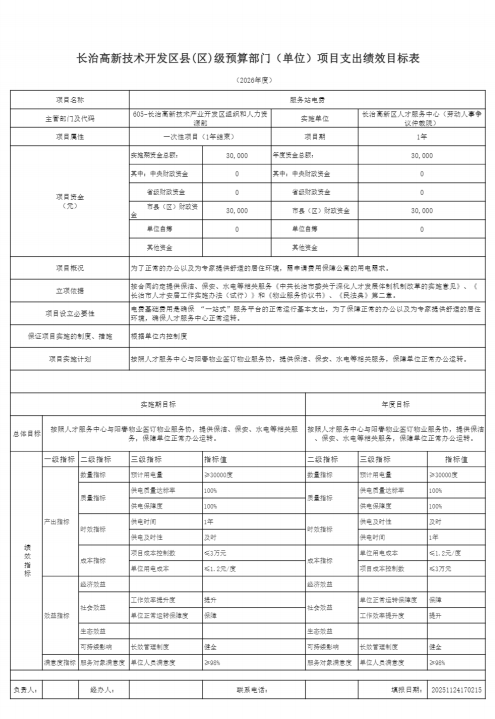 长治高新技术开发区县(区)级预算部门（单位）项目支出绩效目标表
（2026年度）
项目名称 服务站电费
主管部门及代码 605-长治高新技术产业开发区组织和人力资源部 实施单位 长治高新区人才服务中心（劳动人事争议仲裁院）
项目属性 一次性项目（1年结束） 项目期 1年
项目资金（元）
实施期资金总额： 30,000 年度资金总额： 30,000
其中：中央财政资金 0 其中：中央财政资金 0
省级财政资金 0 省级财政资金 0
市县（区）财政资金 30,000 市县（区）财政资金 30,000
单位自筹 0 单位自筹 0
其他资金 其他资金
项目概况 为了正常的办公以及为专家提供舒适的居住环境，需申请费用保障公寓的用电需求。
立项依据 按合同约定提供保洁、保安、水电等相关服务《中共长治市委关于深化人才发展体制机制改革的实施意见》、《长治市人才安居工作实施办法（试行）》和《物业服务协议书》、《民法典》第二章。
项目设立必要性 电费基础费用是确保 “一站式”服务平台的正常运行基本支出，为了保障正常的办公以及为专家提供舒适的居住环境，确保人才服务中心正常运转。
保证项目实施的制度、措施 根据单位内控制度
项目实施计划 按照人才服务中心与阳春物业签订物业服务协，提供保洁、保安、水电等相关服务，保障单位正常办公运转。
实施期目标 年度目标
总体目标 按照人才服务中心与阳春物业签订物业服务协，提供保洁、保安、水电等相关服务，保障单位正常办公运转。 按照人才服务中心与阳春物业签订物业服务协，提供保洁、保安、水电等相关服务，保障单位正常办公运转。
绩效指标
一级指标 二级指标 三级指标 指标值 二级指标 三级指标 指标值
产出指标
数量指标 预计用电量 ≥30000度 数量指标 预计用电量 ≥30000度
质量指标 供电质量达标率 100% 质量指标 供电质量达标率 100%
供电保障度 100% 供电保障度 100%
时效指标 供电时间 1年 时效指标 供电及时性 及时
供电及时性 及时 供电时间 1年
成本指标 项目成本控制数 ≤3万元 成本指标 单位用电成本 ≤1.2元/度
单位用电成本 ≤1.2元/度 项目成本控制数 ≤3万元
效益指标
经济效益 经济效益
社会效益 工作效率提升度 提升 社会效益 单位正常运转保障度 保障
单位正常运转保障度 保障 工作效率提升度 提升
生态效益 生态效益
可持续影响 长效管理制度 健全 可持续影响 长效管理制度 健全
满意度指标 服务对象满意度 单位人员满意度 ≥98% 服务对象满意度 单位人员满意度 ≥98%
负责人： 经办人： 联系电话： 填报日期： 20251124170215